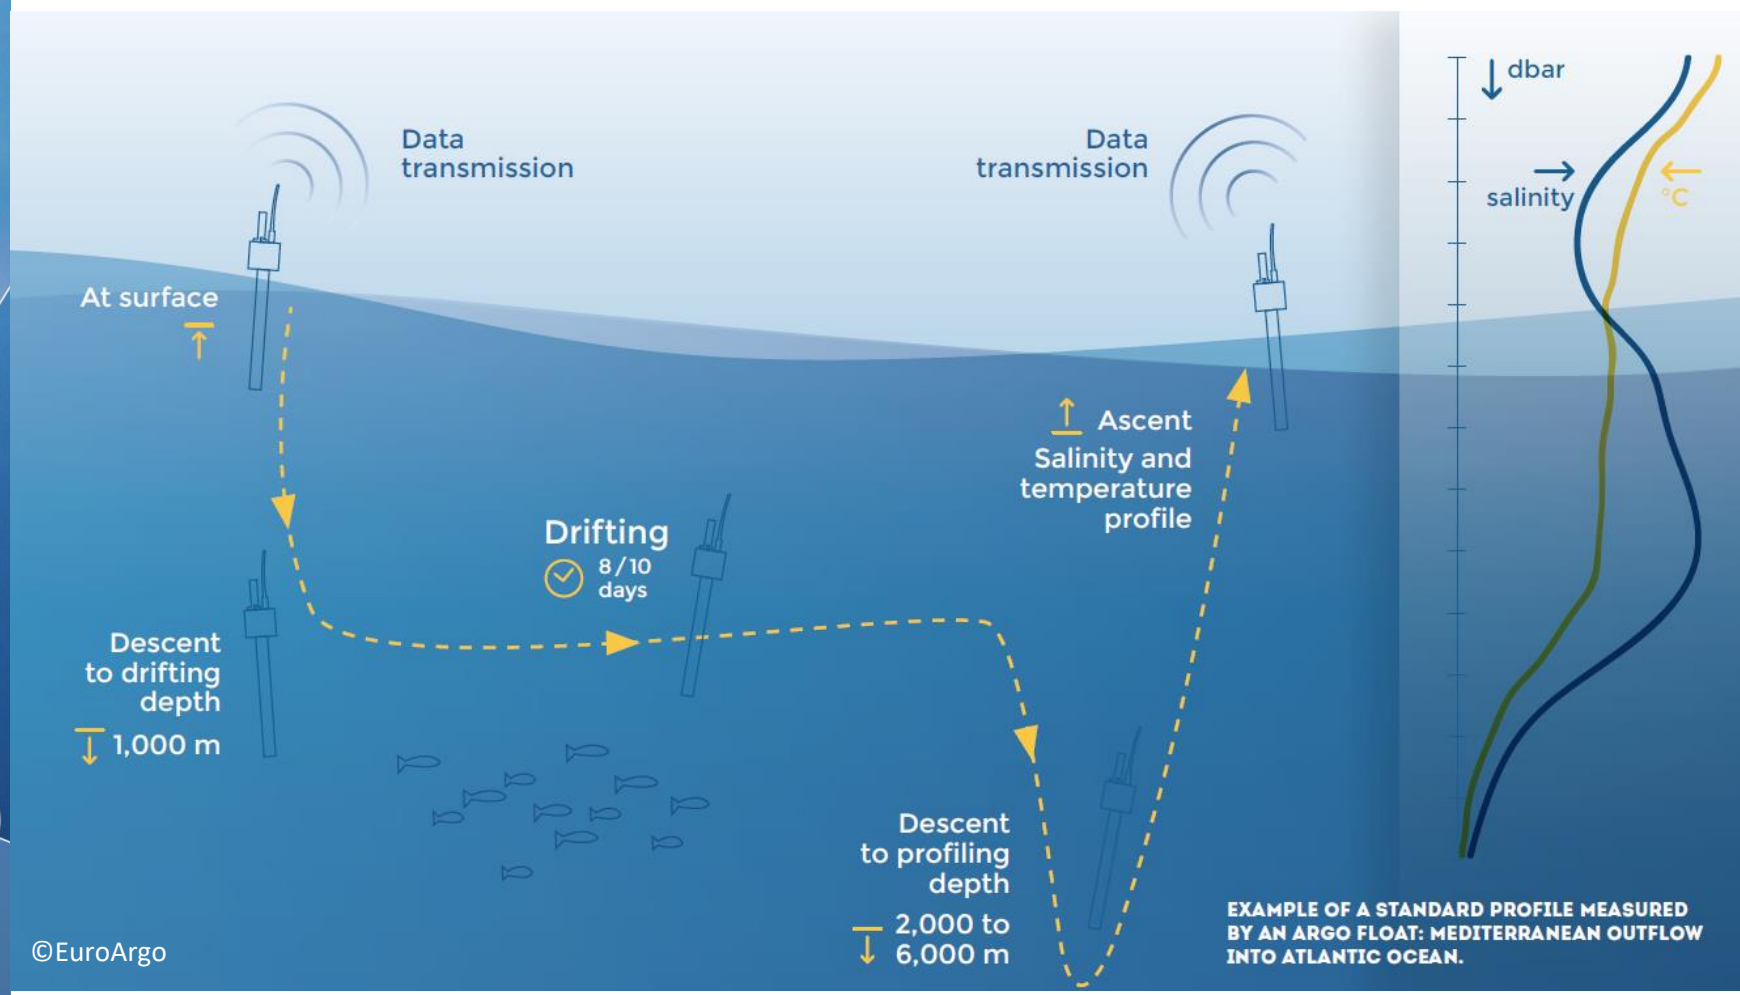 Data
transmission
At surface
Descent
to drifting
depth
1,000 m
Drifting
8/10
days
Descent
to profiling
depth
2,000 to
6,000 m
Ascent
Salinity and
temperature
profile
Data
transmission
dbar
salinity
°C
EXAMPLE OF A STANDARD PROFILE MEASURED
BY AN ARGO FLOAT: MEDITERRANEAN OUTFLOW
INTO ATLANTIC OCEAN.
©EuroArgo